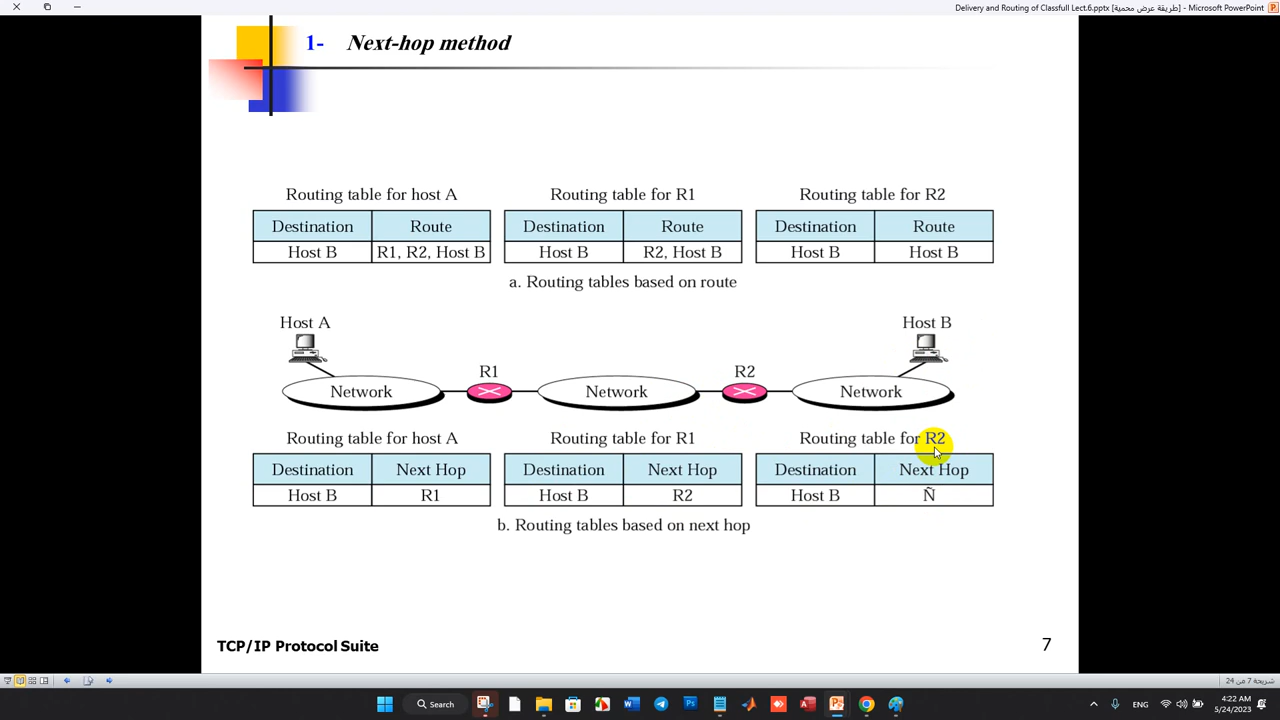 Delivery and Routing of Classfull Lect.6.pptx [طريقة عرض محمية] - Microsoft PowerPoint
1- Next-hop method
Routing table for host A Routing table for R1 Routing table for R2
Destination Route Destination Route Destination Route
Host B R1, R2, Host B Host B R2, Host B Host B Host B
a. Routing tables based on route
Host A Host B
R1 R2
Network Network Network
Routing table for host A Routing table for R1 Routing table for R2
Destination Next Hop Destination Next Hop Destination Next Hop
Host B R1 Host B R2 Host B Ñ
b. Routing tables based on next hop
TCP/IP Protocol Suite 7
شريحة 7 من 24
Search ENG 4:22 AM
5/24/2023